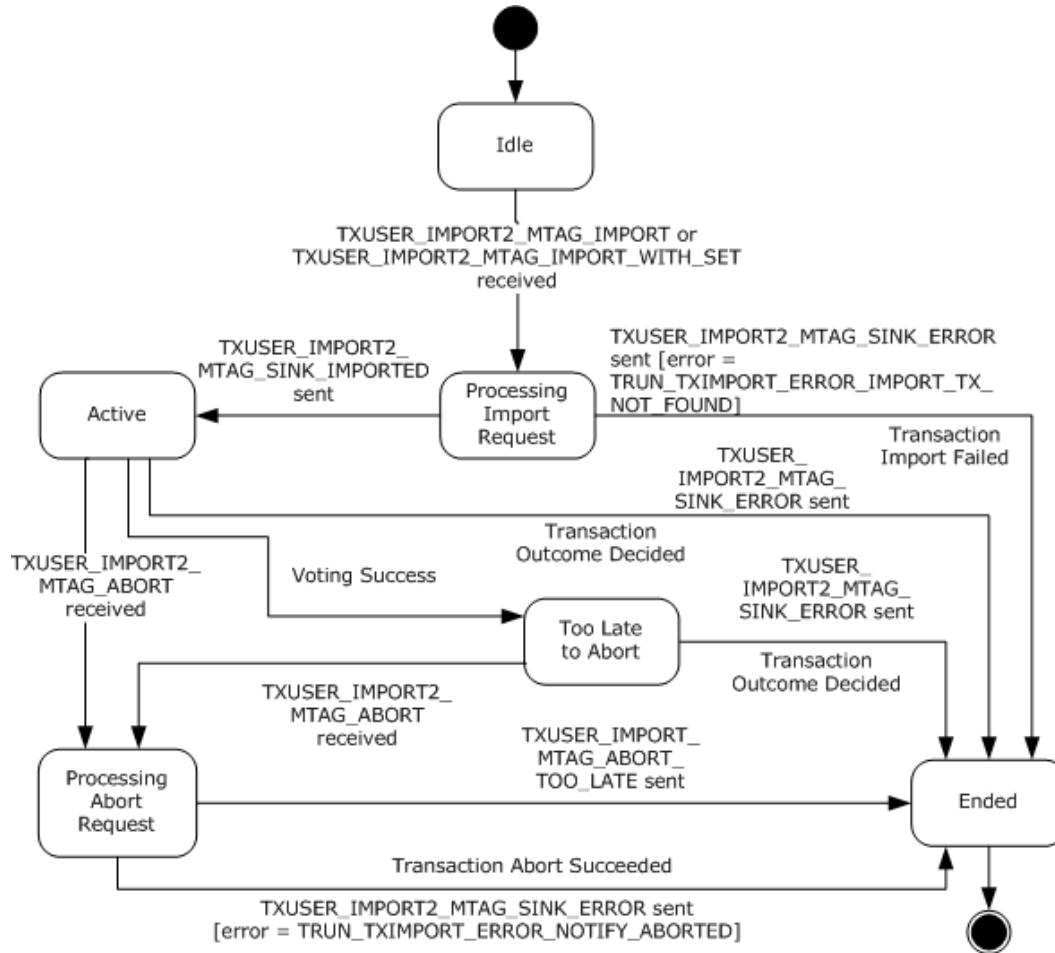 Idle
TXUSER_IMPORT2_MTAG_IMPORT or
TXUSER_IMPORT2_MTAG_IMPORT_WITH_SET
received
TXUSER_IMPORT2_
MTAG_SINK_IMPORTED
sent
TXUSER_IMPORT2_MTAG_SINK_ERROR
sent [error =
TRUN_TXIMPORT_ERROR_IMPORT_TX_
NOT_FOUND]
Active
Processing
Import
Request
Transaction
Import Failed
TXUSER_
IMPORT2_MTAG_
SINK_ERROR sent
Transaction
Outcome Decided
TXUSER_IMPORT2_
MTAG_ABORT
received
Voting Success
TXUSER_
IMPORT2_MTAG_
SINK_ERROR sent
Too Late
to Abort
Transaction
Outcome Decided
TXUSER_IMPORT2_
MTAG_ABORT
received
TXUSER_IMPORT_
MTAG_ABORT_
TOO_LATE sent
Processing
Abort
Request
Ended
Transaction Abort Succeeded
TXUSER_IMPORT2_MTAG_SINK_ERROR sent
[error = TRUN_TXIMPORT_ERROR_NOTIFY_ABORTED]